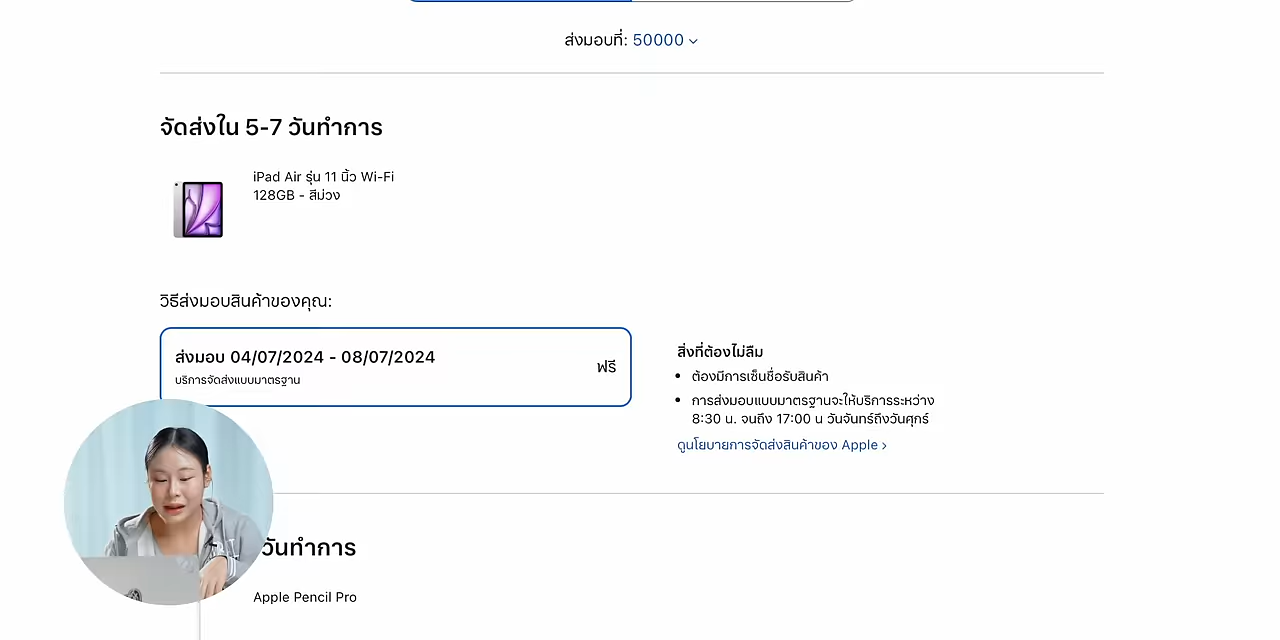 ส่งมอบที่: 50000
จัดส่งใน 5-7 วันทำการ
iPad Air รุ่น 11 นิ้ว Wi-Fi
128GB - สีม่วง
วิธีส่งมอบสินค้าของคุณ:
ส่งมอบ 04/07/2024 - 08/07/2024
บริการจัดส่งแบบมาตรฐาน
ฟรี
สิ่งที่ต้องไม่ลืม
• ต้องมีการเซ็นชื่อรับสินค้า
• การส่งมอบแบบมาตรฐานจะให้บริการระหว่าง
8:30 น. จนถึง 17:00 น วันจันทร์ถึงวันศุกร์
ดูนโยบายการจัดส่งสินค้าของ Apple >
วันทำการ
Apple Pencil Pro